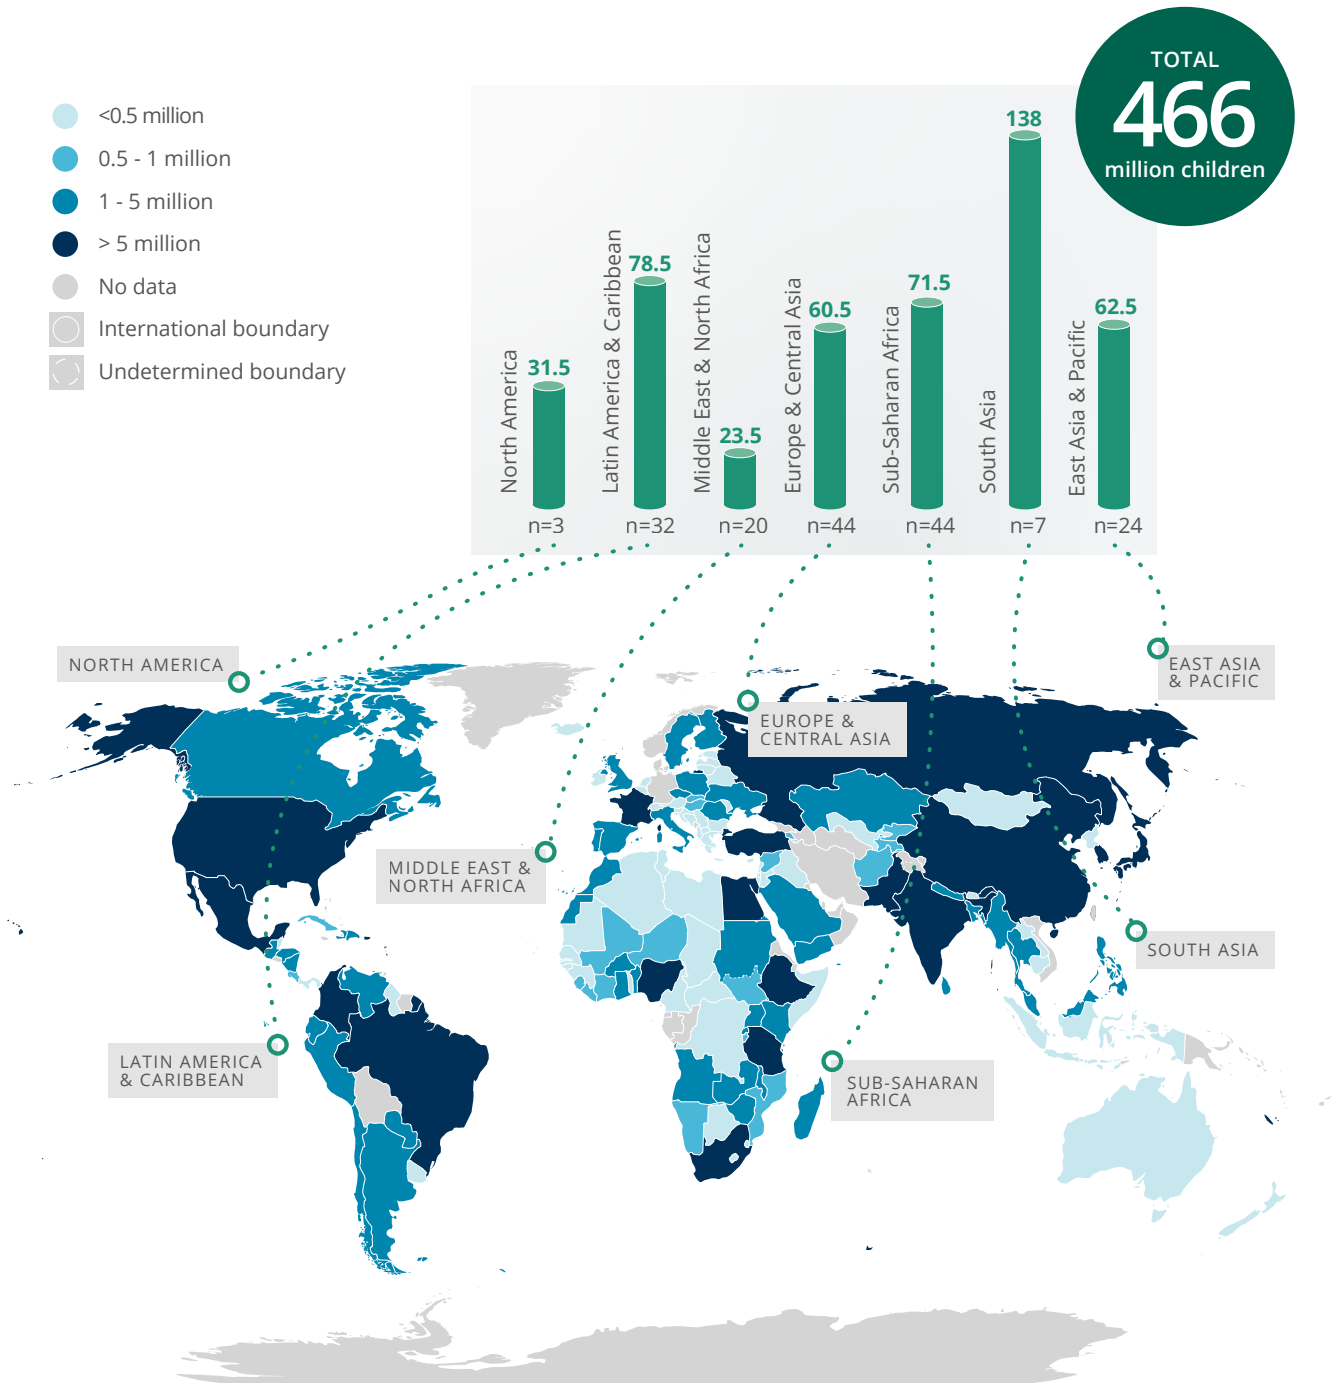 TOTAL
466
million children
<0.5 million
0.5 - 1 million
1 - 5 million
> 5 million
No data
International boundary
Undetermined boundary
North America
31.5
n=3
Latin America & Caribbean
78.5
n=32
Middle East & North Africa
23.5
n=20
Europe & Central Asia
60.5
n=44
Sub-Saharan Africa
71.5
n=44
South Asia
138
n=7
East Asia & Pacific
62.5
n=24
NORTH AMERICA
EAST ASIA
& PACIFIC
EUROPE &
CENTRAL ASIA
MIDDLE EAST &
NORTH AFRICA
SOUTH ASIA
LATIN AMERICA
& CARIBBEAN
SUB-SAHARAN
AFRICA